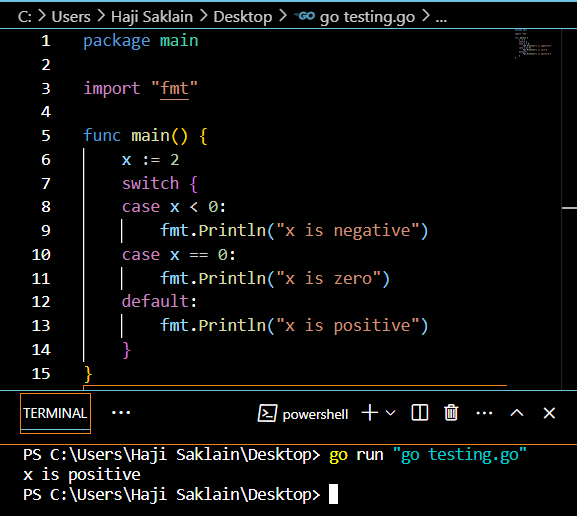 C: > Users > Haji Saklain > Desktop > GO go testing.go > ...
1 package main
2
3 import "fmt"
4
5 func main() {
6     x := 2
7     switch {
8     case x < 0:
9         fmt.Println("x is negative")
10     case x == 0:
11         fmt.Println("x is zero")
12     default:
13         fmt.Println("x is positive")
14     }
15 }
TERMINAL ... powershell
PS C:\Users\Haji Saklain\Desktop> go run "go testing.go"
x is positive
PS C:\Users\Haji Saklain\Desktop>